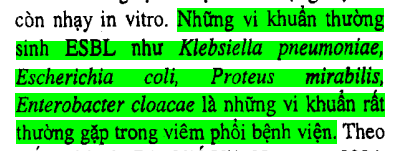 còn nhạy in vitro. Những vi khuẩn thường
sinh ESBL như Klebsiella pneumoniae,
Escherichia coli, Proteus mirabilis,
Enterobacter cloacae là những vi khuẩn rất
thường gặp trong viêm phổi bệnh viện. Theo